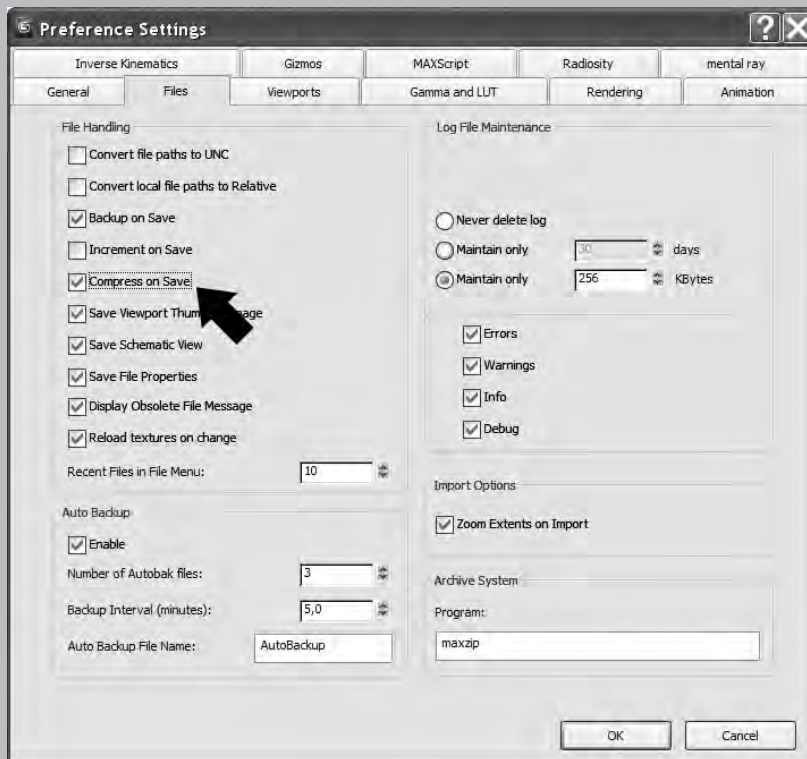 Preference Settings
Inverse Kinematics Gizmos MAXScript Radiosity mental ray
General Files Viewports Gamma and LUT Rendering Animation
File Handling
Convert file paths to UNC
Convert local file paths to Relative
Backup on Save
Increment on Save
Compress on Save
Save Viewport
Save Schematic View
Save File Properties
Display Obsolete File Message
Reload textures on change
Recent Files in File Menu: 10
Auto Backup
Enable
Number of Autobak files: 3
Backup Interval (minutes): 5,0
Auto Backup File Name: AutoBackup
Log File Maintenance
Never delete log
Maintain only 30 days
Maintain only 256 KBytes
Errors
Warnings
Info
Debug
Import Options
Zoom Extents on Import
Archive System
Program:
maxzip
OK Cancel